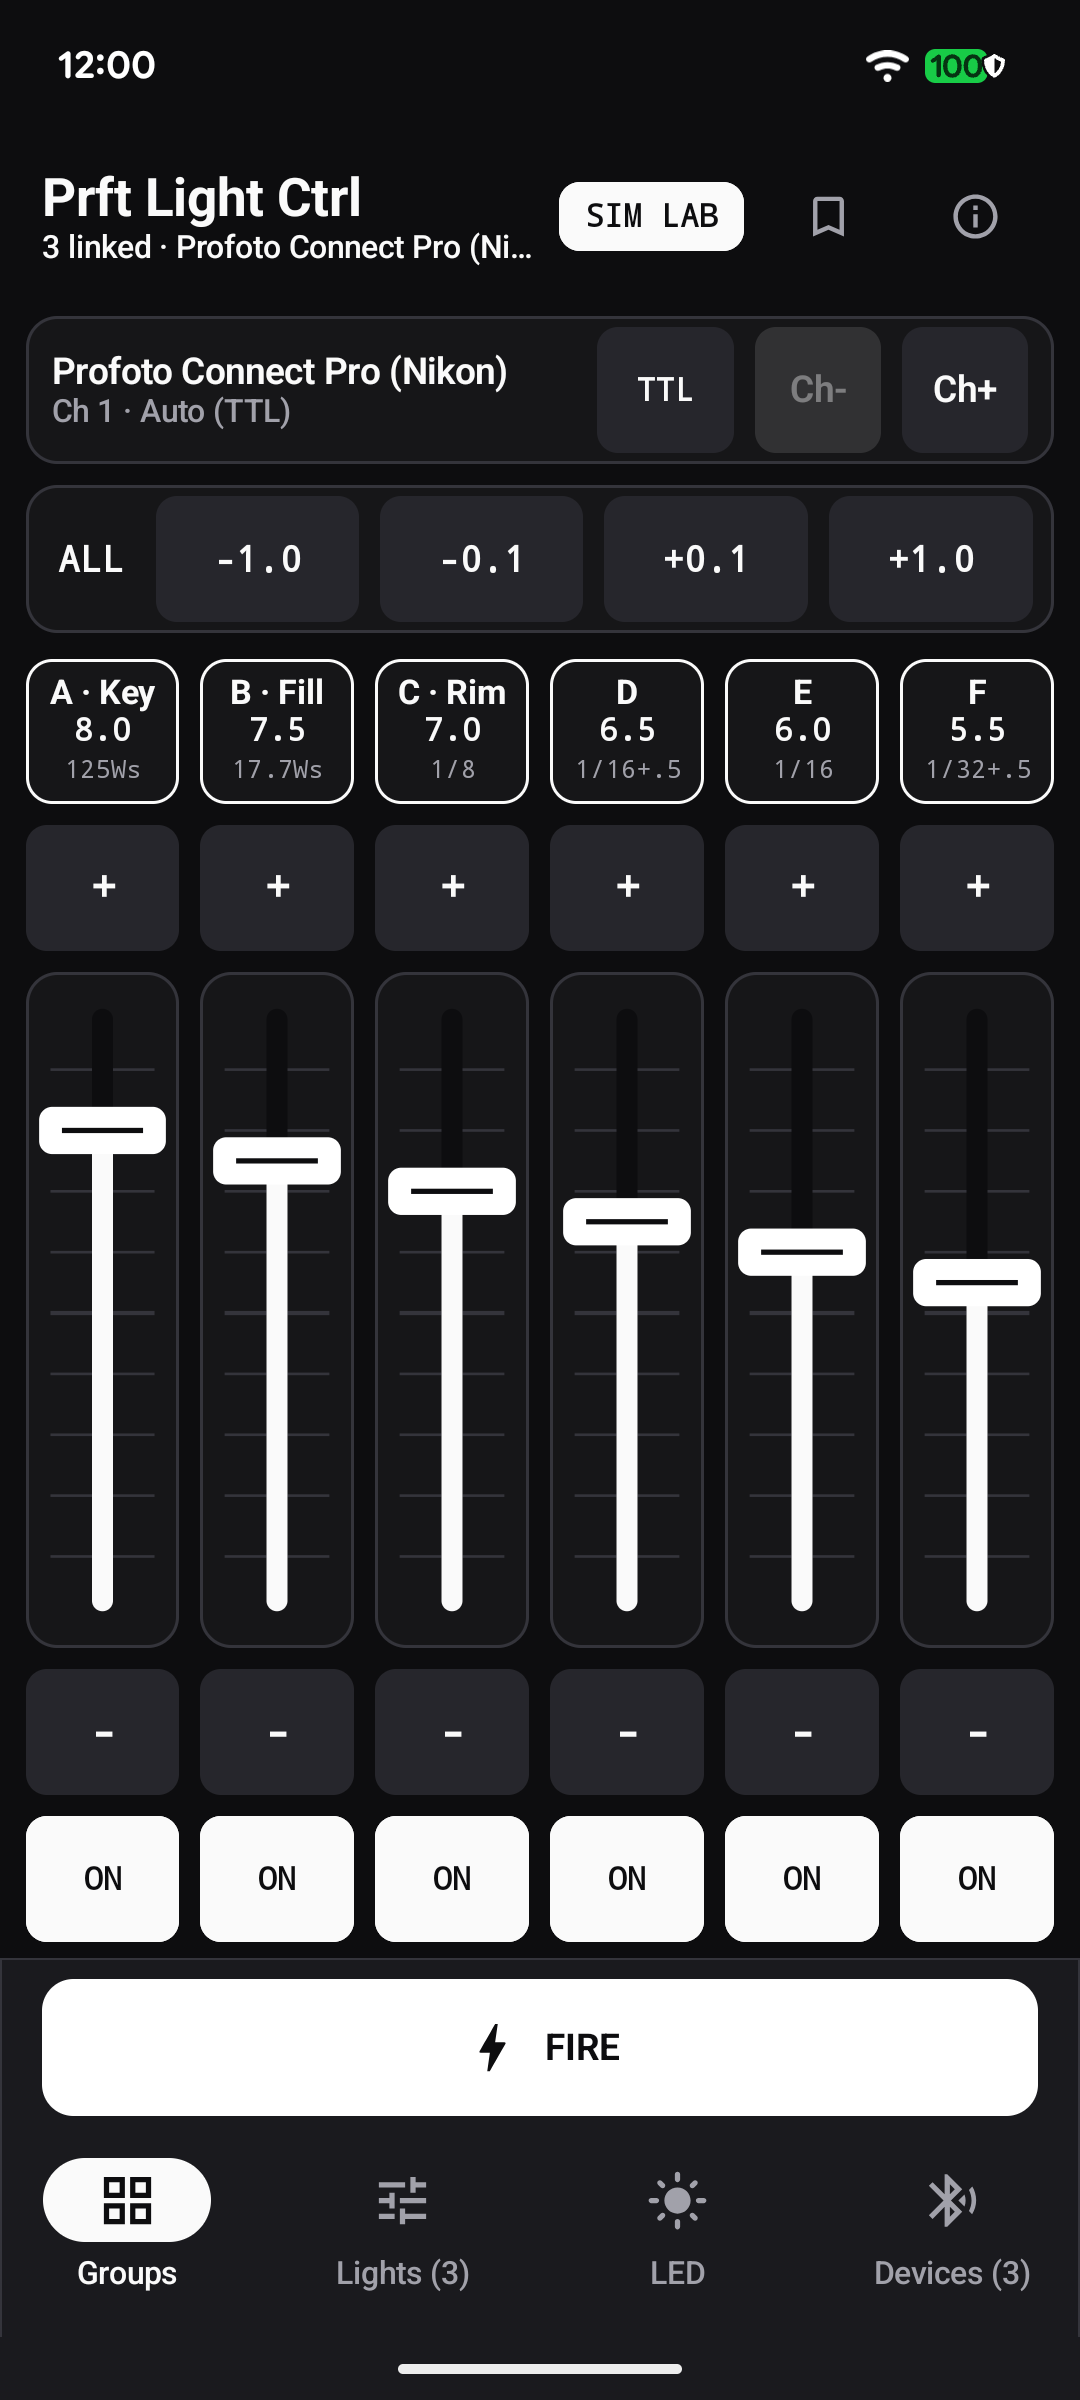 12:00
100
Prft Light Ctrl
3 linked · Profoto Connect Pro (Ni...
SIM LAB
Profoto Connect Pro (Nikon)
Ch 1 · Auto (TTL)
TTL
Ch-
Ch+
ALL
-1.0
-0.1
+0.1
+1.0
A · Key
8.0
125Ws
B · Fill
7.5
17.7Ws
C · Rim
7.0
1/8
D
6.5
1/16+.5
E
6.0
1/16
F
5.5
1/32+.5
+ + + + + +
- - - - - -
ON ON ON ON ON ON
FIRE
Groups
Lights (3)
LED
Devices (3)